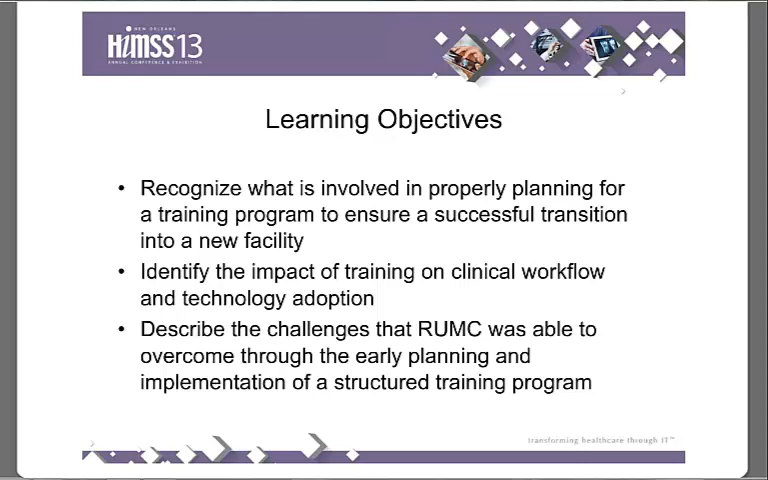 NEW ORLEANS
HiMSS13
ANNUAL CONFERENCE & EXHIBITION
Learning Objectives
• Recognize what is involved in properly planning for
a training program to ensure a successful transition
into a new facility
• Identify the impact of training on clinical workflow
and technology adoption
• Describe the challenges that RUMC was able to
overcome through the early planning and
implementation of a structured training program
transforming healthcare through IT™